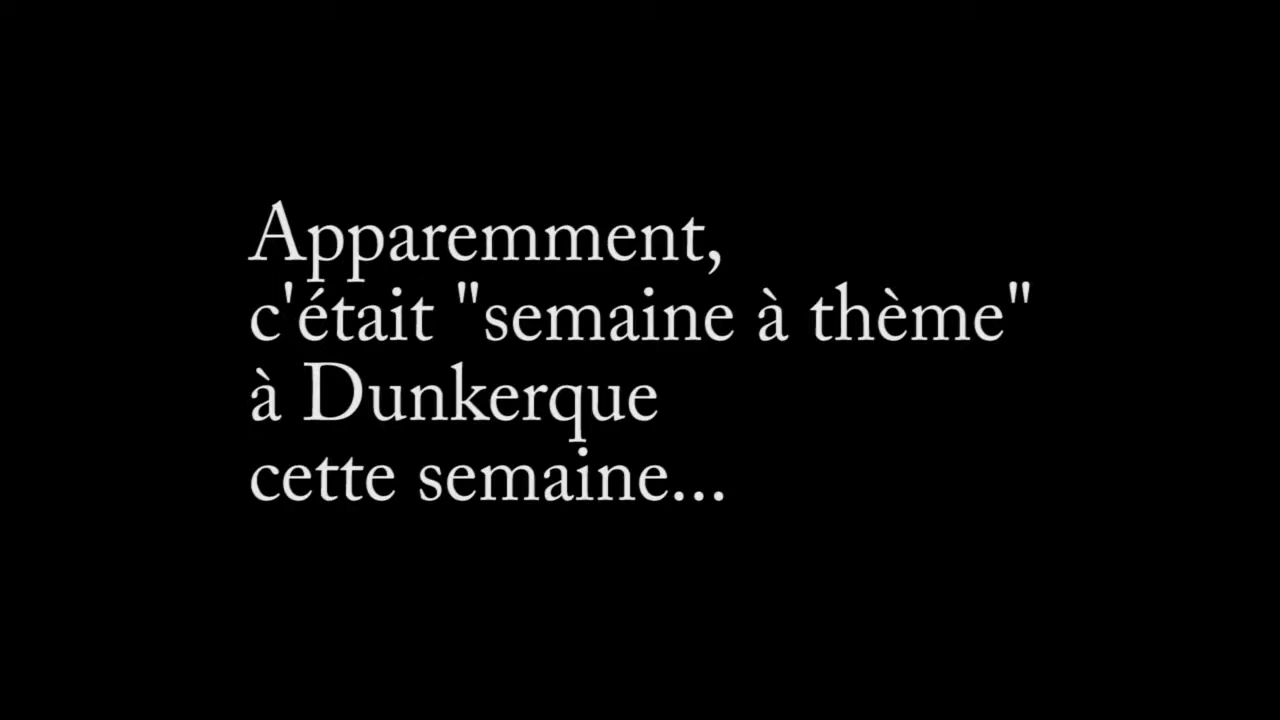 Apparemment,
c'était "semaine à thème"
à Dunkerque
cette semaine...